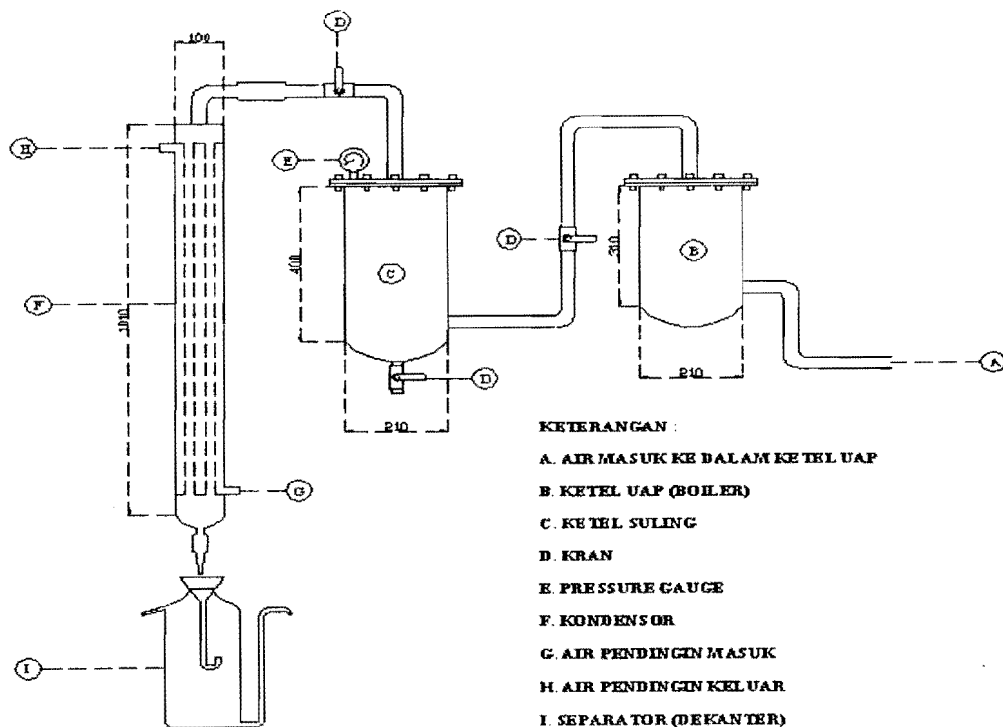 D
100
H
E
D
400
C
310
B
F
1010
D
A
210
210
G
I
KETERANGAN :
A. AIR MASUK KE DALAM KETEL UAP
B. KETEL UAP (BOILER)
C. KETEL SULING
D. KRAN
E. PRESSURE GAUGE
F. KONDENSOR
G. AIR PENDINGIN MASUK
H. AIR PENDINGIN KELUAR
I. SEPARATOR (DEKANTER)